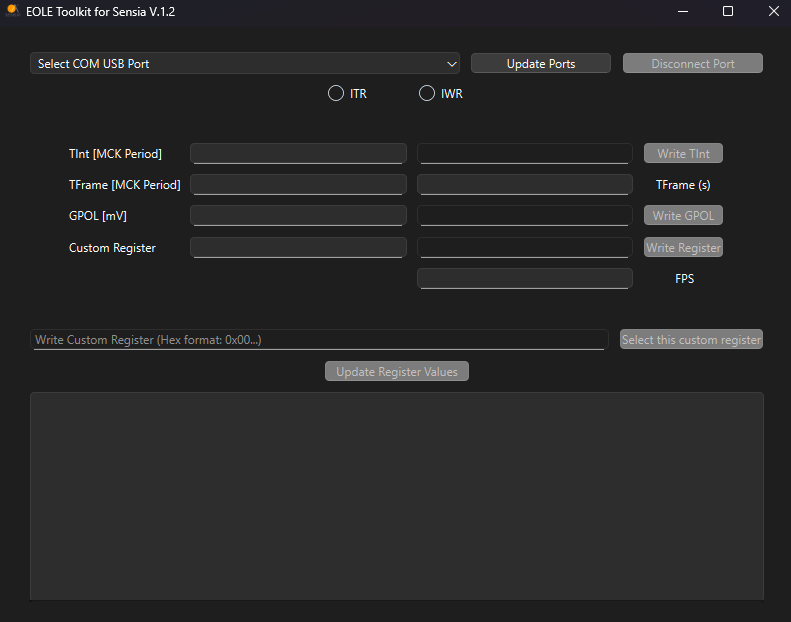 EOLE Toolkit for Sensia V.1.2
Select COM USB Port Update Ports Disconnect Port
ITR IWR
TInt [MCK Period] Write TInt
TFrame [MCK Period] TFrame (s)
GPOL [mV] Write GPOL
Custom Register Write Register
FPS
Write Custom Register (Hex format: 0x00...) Select this custom register
Update Register Values